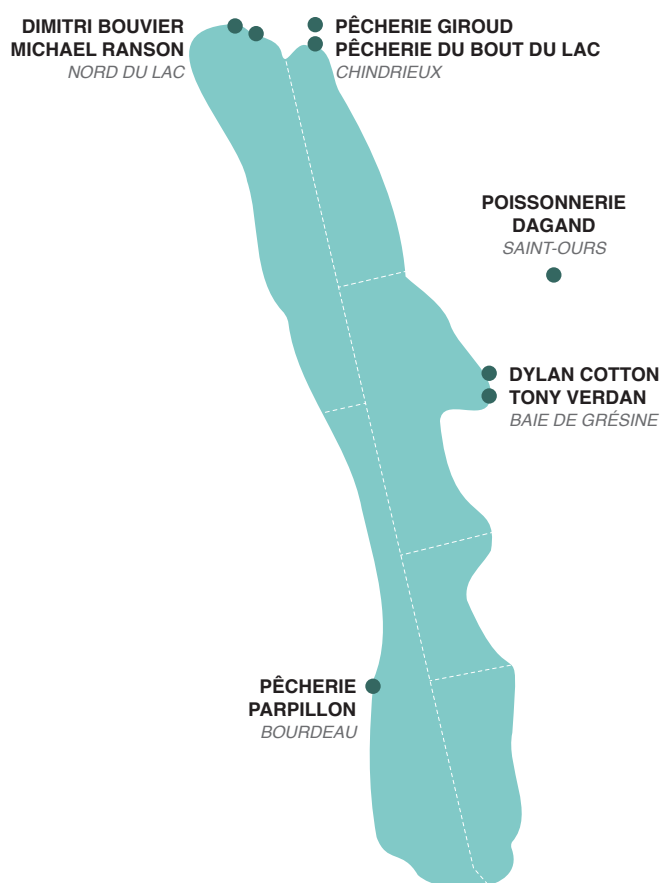 DIMITRI BOUVIER
MICHAEL RANSON
NORD DU LAC
PÊCHERIE GIROUD
PÊCHERIE DU BOUT DU LAC
CHINDRIEUX
POISSONNERIE
DAGAND
SAINT-OURS
DYLAN COTTON
TONY VERDAN
BAIE DE GRÉSINE
PÊCHERIE
PARPILLON
BOURDEAU